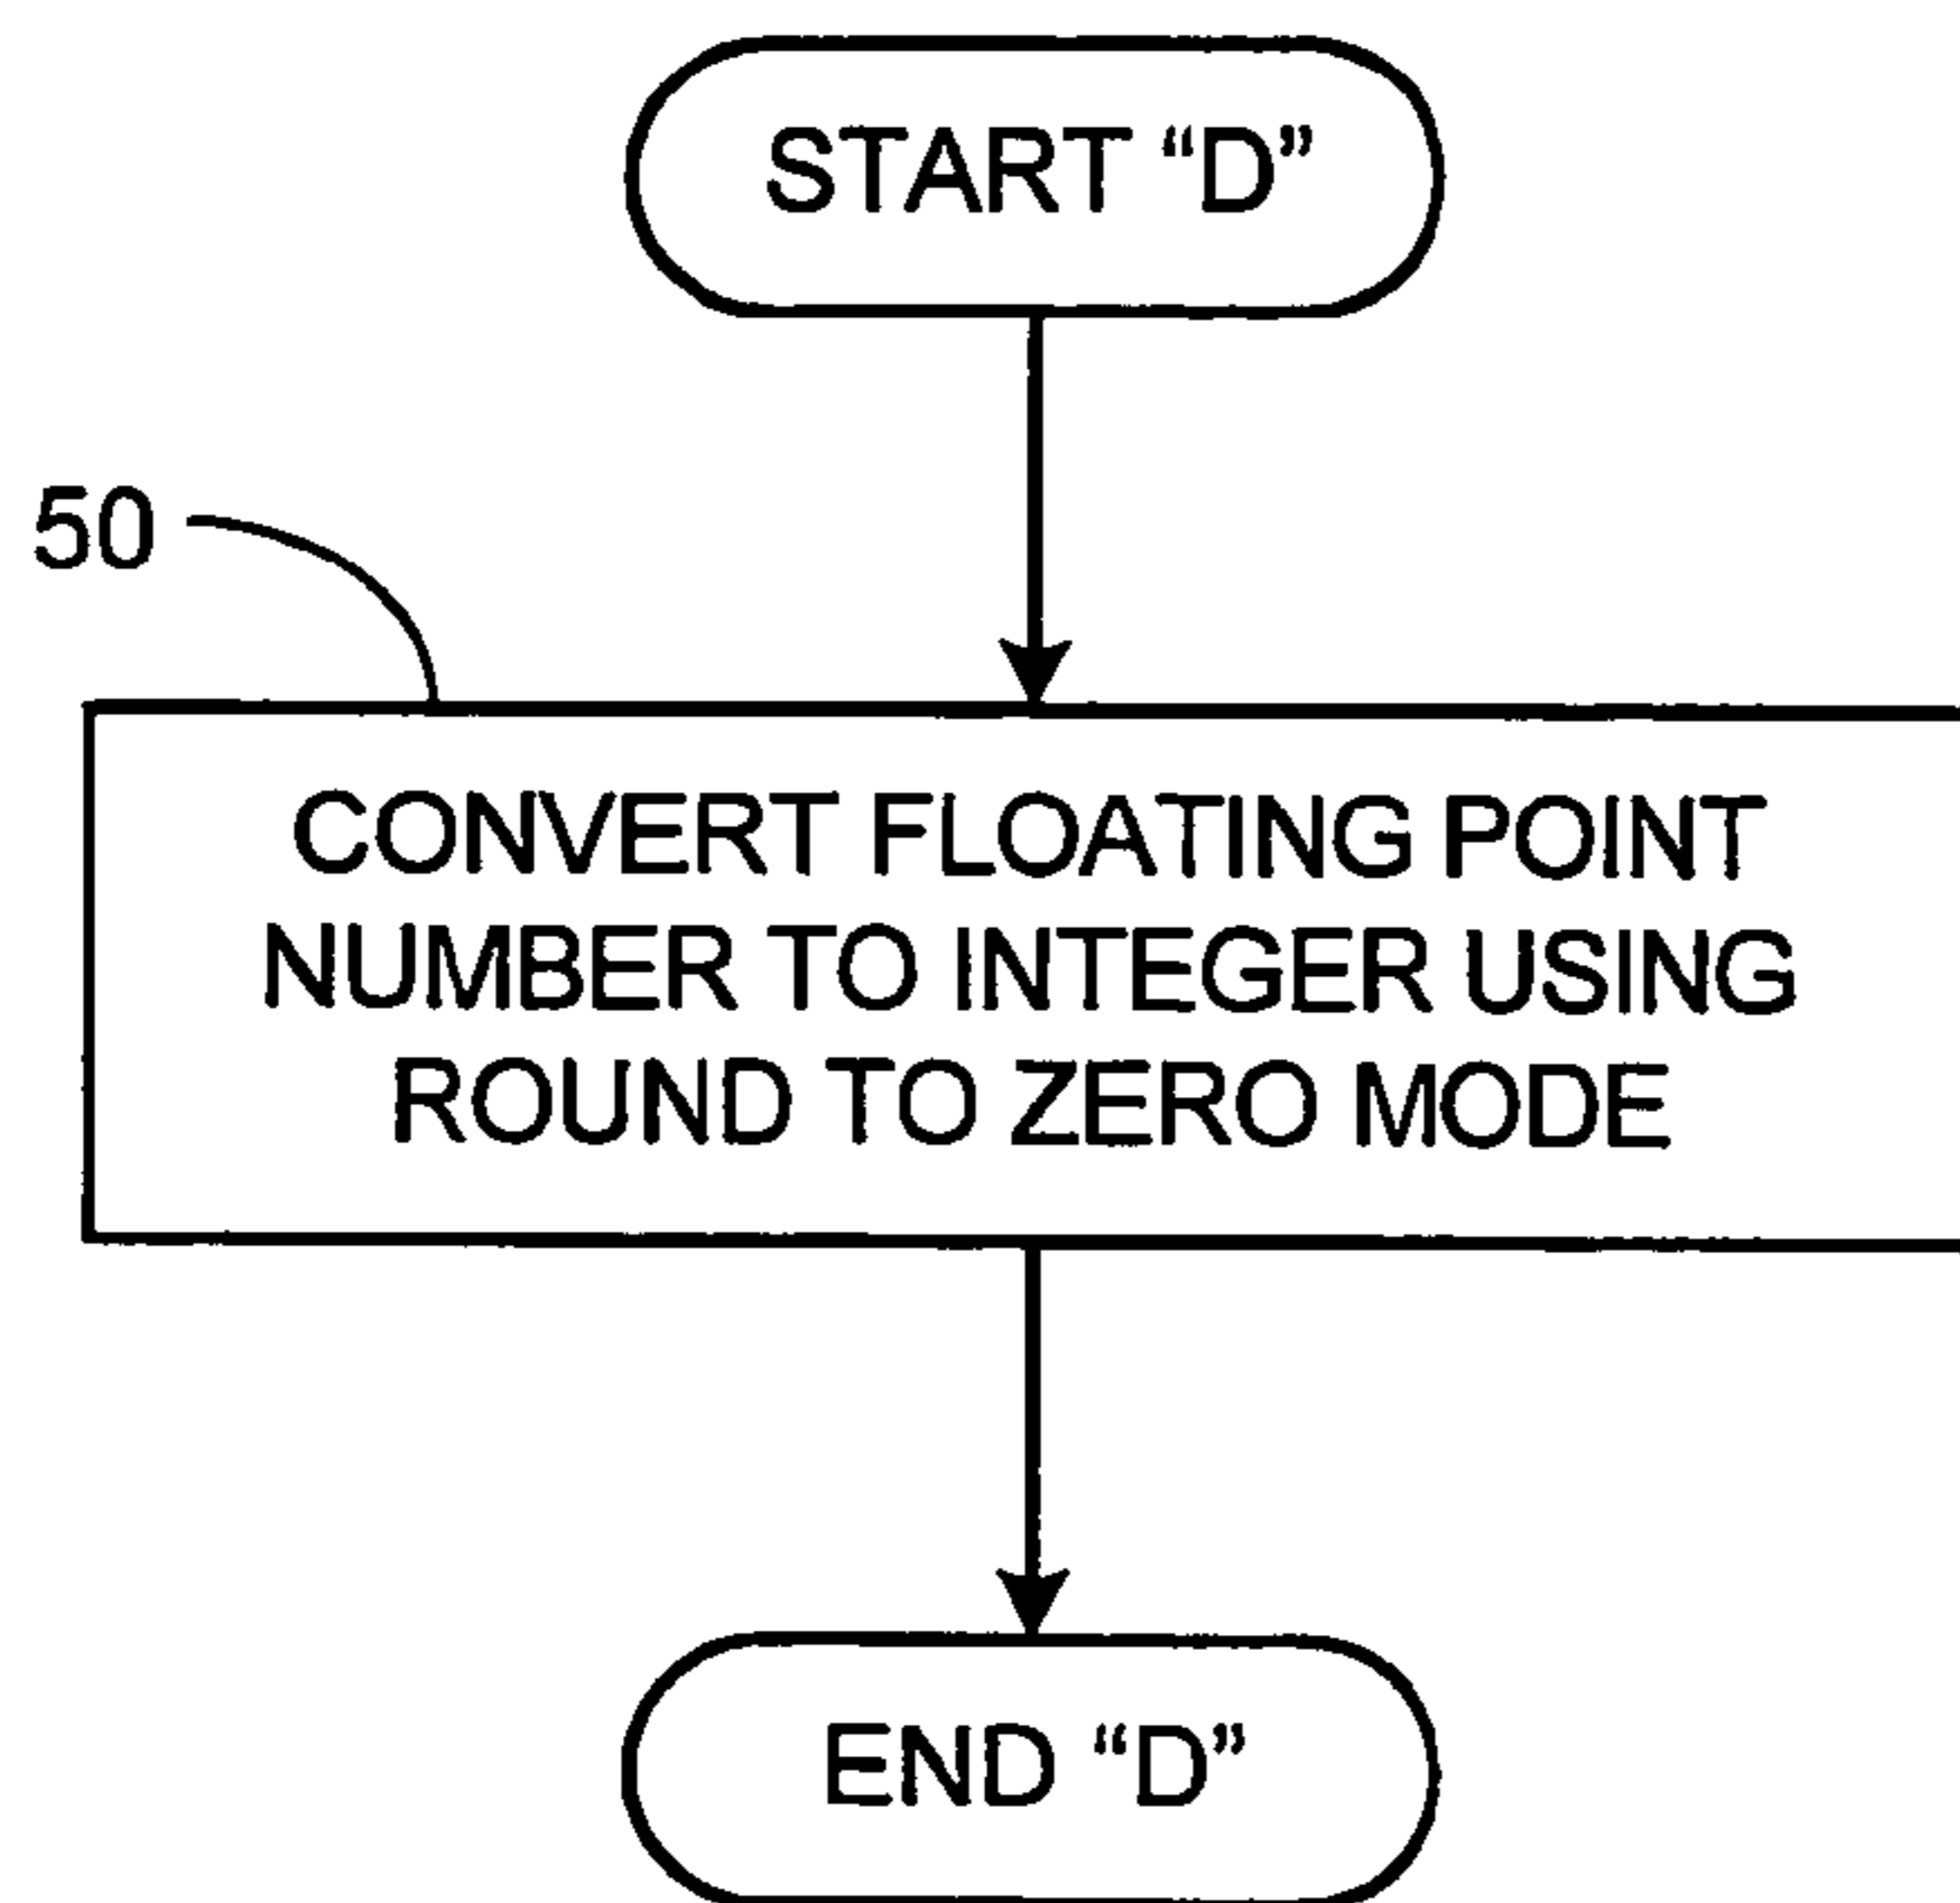 START “D”
50
CONVERT FLOATING POINT
NUMBER TO INTEGER USING
ROUND TO ZERO MODE
END “D”